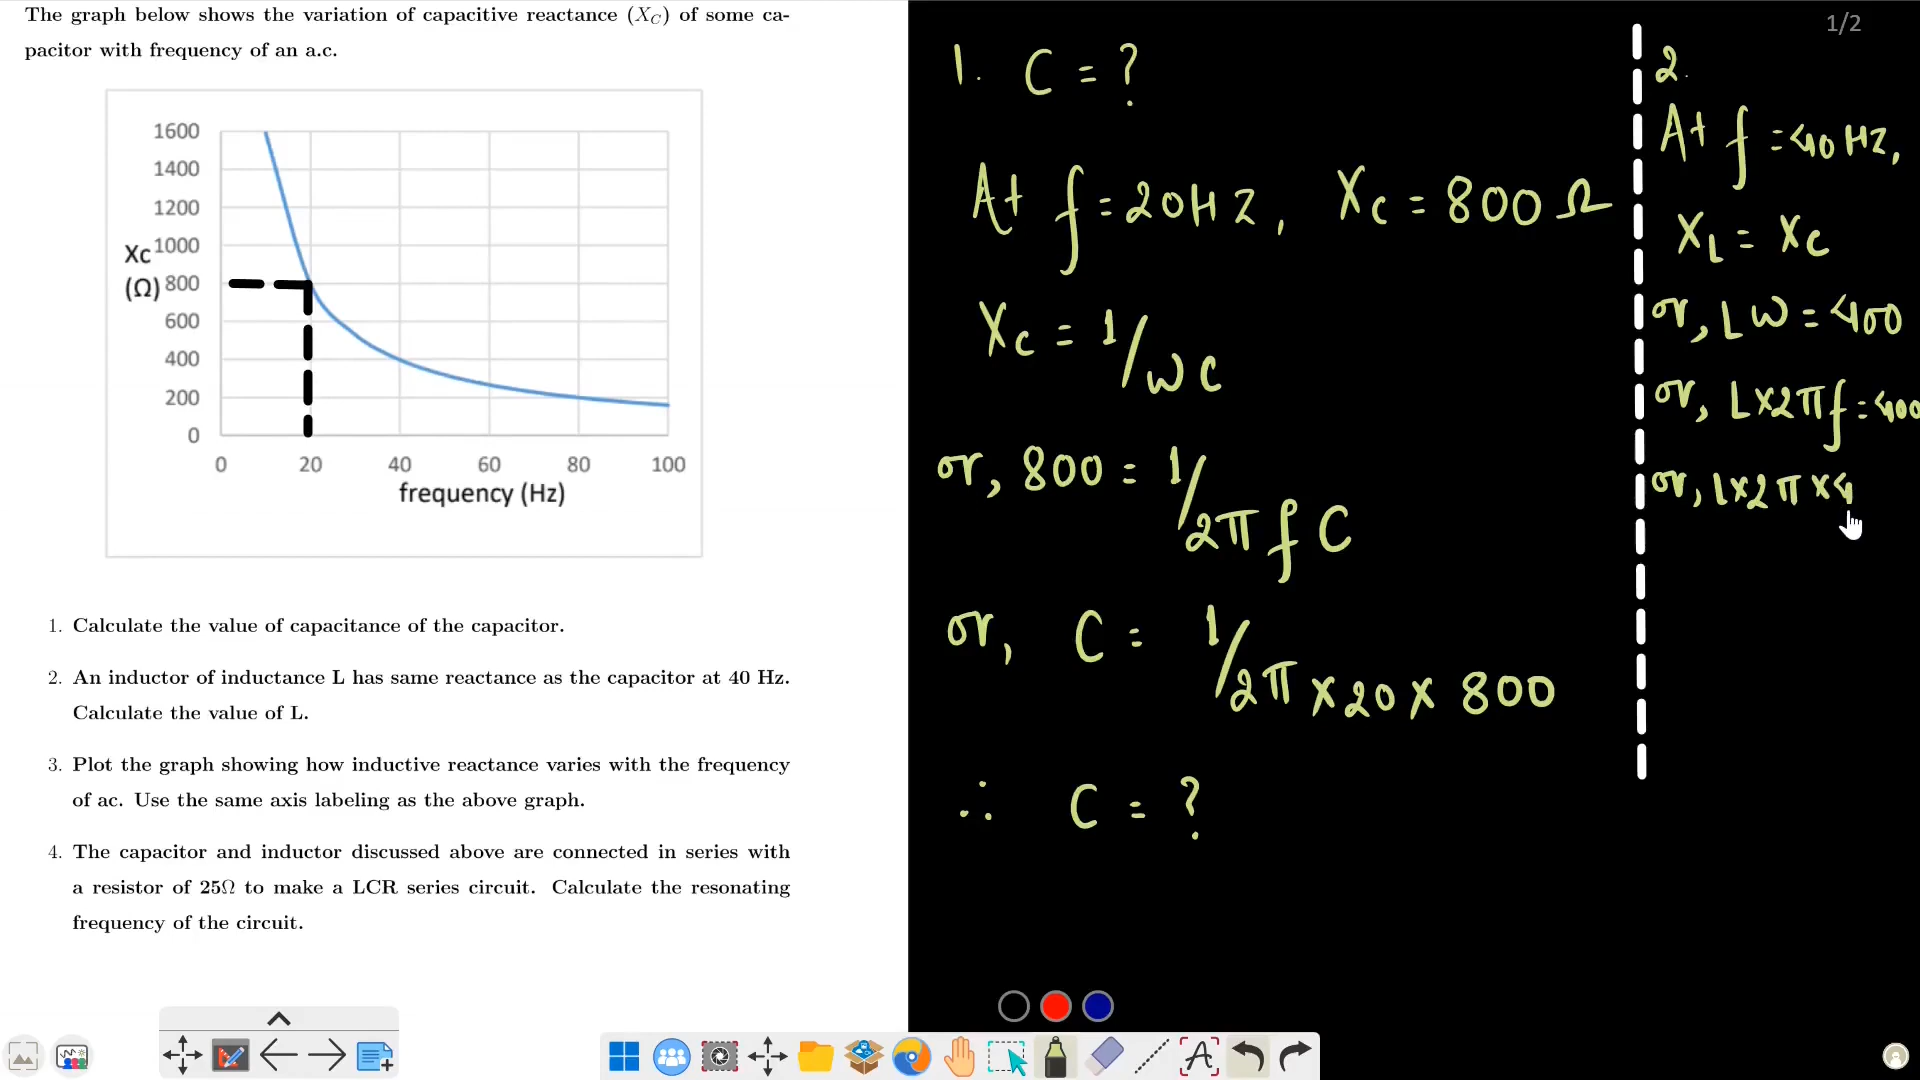 The graph below shows the variation of capacitive reactance (X_C) of some ca-
pacitor with frequency of an a.c.
1600
1400
1200
1000
800
600
400
200
0
Xc
(Ω)
0 20 40 60 80 100
frequency (Hz)
1. Calculate the value of capacitance of the capacitor.
2. An inductor of inductance L has same reactance as the capacitor at 40 Hz.
Calculate the value of L.
3. Plot the graph showing how inductive reactance varies with the frequency
of ac. Use the same axis labeling as the above graph.
4. The capacitor and inductor discussed above are connected in series with
a resistor of 25Ω to make a LCR series circuit. Calculate the resonating
frequency of the circuit.
1. C = ?
At f = 20HZ, Xc = 800 Ω
Xc = 1/ωC
or, 800 = 1/2πfC
or, C = 1/2π×20×800
∴ C = ?
1/2
2.
At f = 40HZ,
X_L = Xc
or, Lω = 400
or, L×2πf = 400
or, L×2π×4